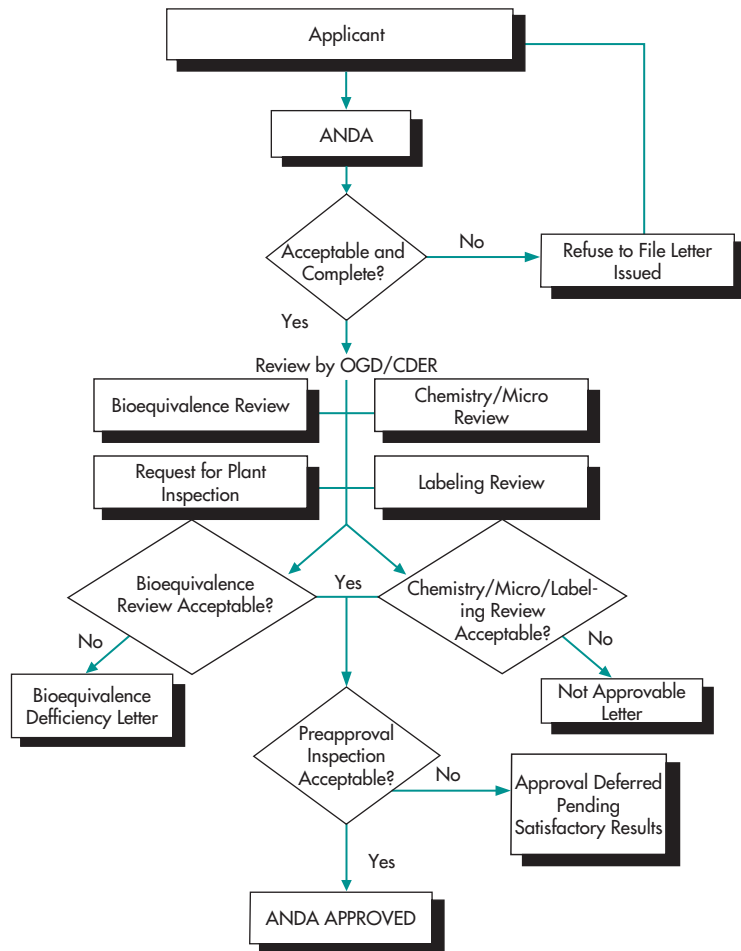 Applicant
ANDA
Acceptable and
Complete?
No
Refuse to File Letter
Issued
Yes
Review by OGD/CDER
Bioequivalence Review
Chemistry/Micro
Review
Request for Plant
Inspection
Labeling Review
Bioequivalence
Review Acceptable?
Yes
Chemistry/Micro/Label-
ing Review
Acceptable?
No
No
Bioequivalence
Defficiency Letter
Not Approvable
Letter
Preapproval
Inspection
Acceptable?
No
Approval Deferred
Pending
Satisfactory Results
Yes
ANDA APPROVED